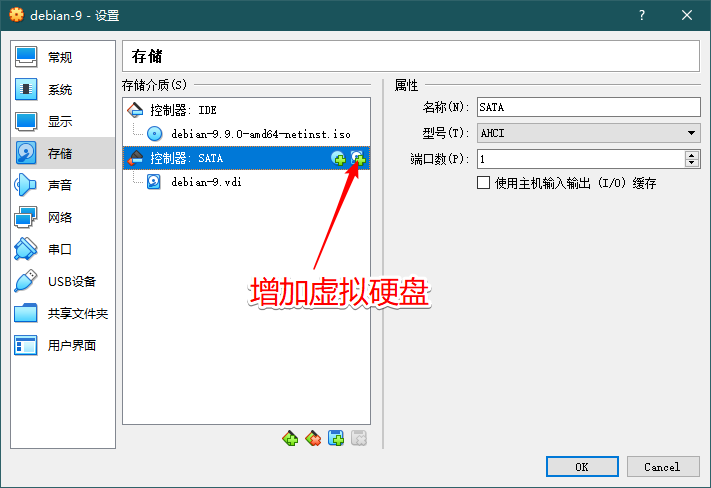 debian-9 - 设置
常规
系统
显示
存储
声音
网络
串口
USB设备
共享文件夹
用户界面
存储
存储介质(S)
控制器: IDE
debian-9.9.0-amd64-netinst.iso
控制器: SATA
debian-9.vdi
增加虚拟硬盘
属性
名称(N): SATA
型号(T): AHCI
端口数(P): 1
使用主机输入输出 (I/O) 缓存
OK
Cancel